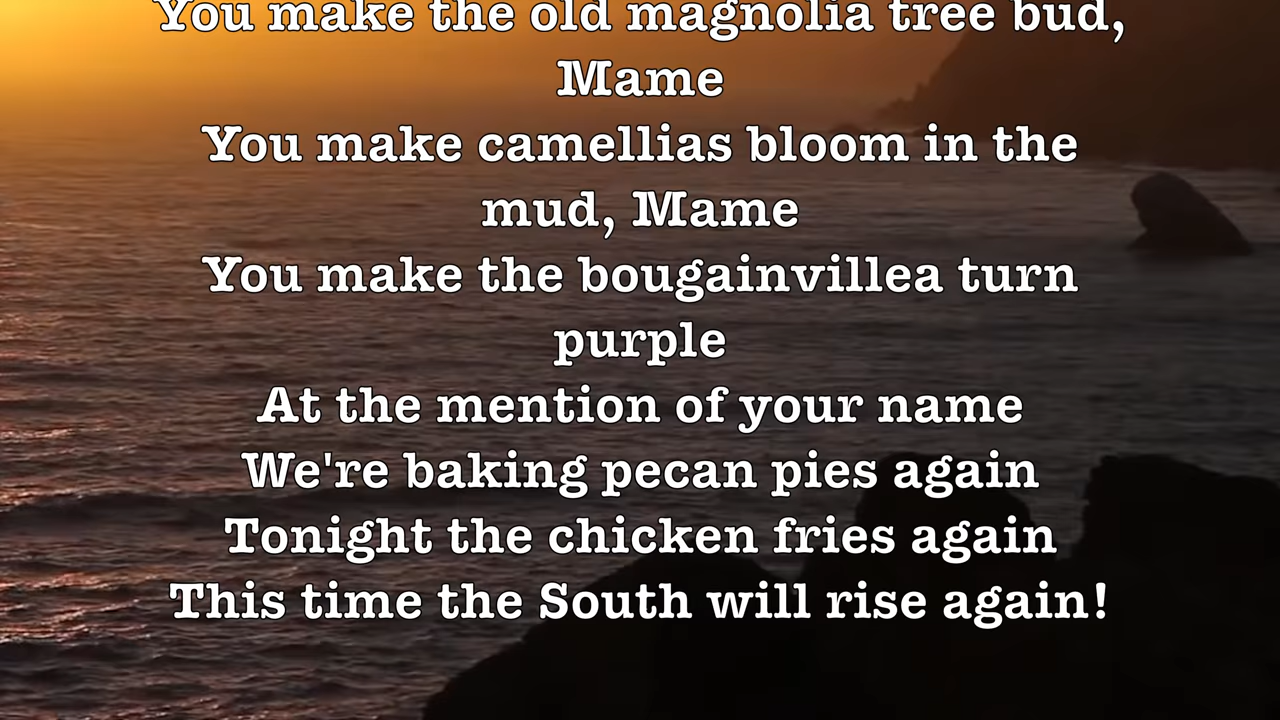 You make the old magnolia tree bud,
Mame
You make camellias bloom in the
mud, Mame
You make the bougainvillea turn
purple
At the mention of your name
We're baking pecan pies again
Tonight the chicken fries again
This time the South will rise again!